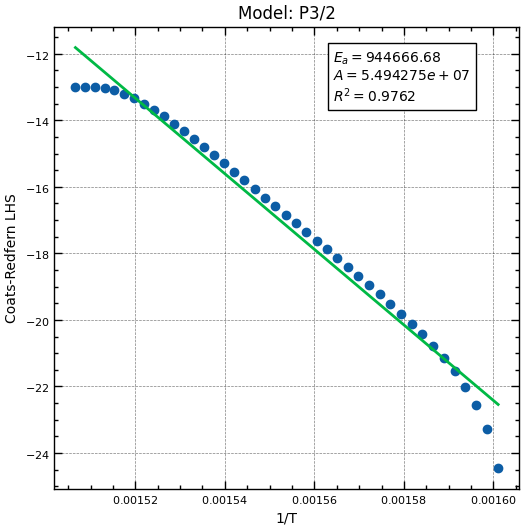 Model: P3/2
E_a = 944666.68
A = 5.494275e + 07
R² = 0.9762
Coats-Redfern LHS
−12
−14
−16
−18
−20
−22
−24
0.00152 0.00154 0.00156 0.00158 0.00160
1/T